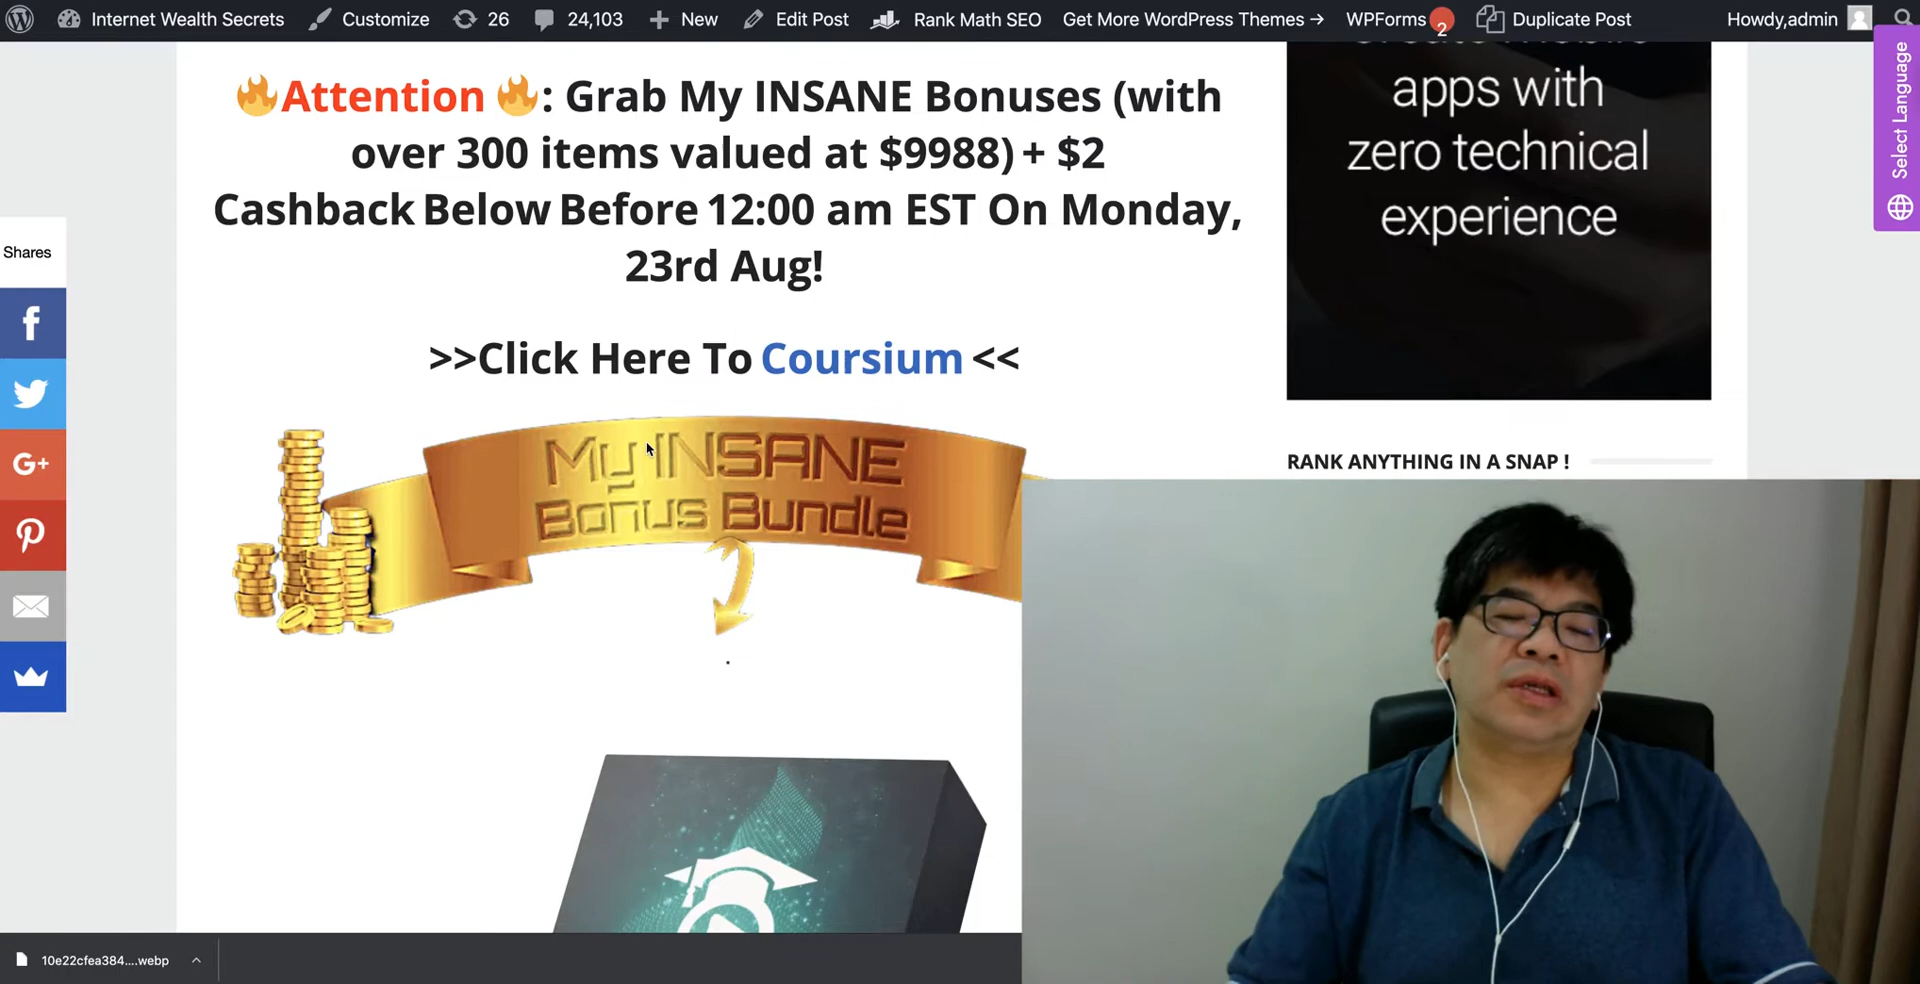 Internet Wealth Secrets Customize 26 24,103 New Edit Post Rank Math SEO Get More WordPress Themes → WPForms 2 Duplicate Post Howdy,admin
🔥Attention 🔥: Grab My INSANE Bonuses (with
over 300 items valued at $9988) + $2
Cashback Below Before 12:00 am EST On Monday,
23rd Aug!
>>Click Here To Coursium <<
My INSANE
Bonus Bundle
.
apps with
zero technical
experience
RANK ANYTHING IN A SNAP !
Select Language
Shares
f
G+
10e22cfea384....webp